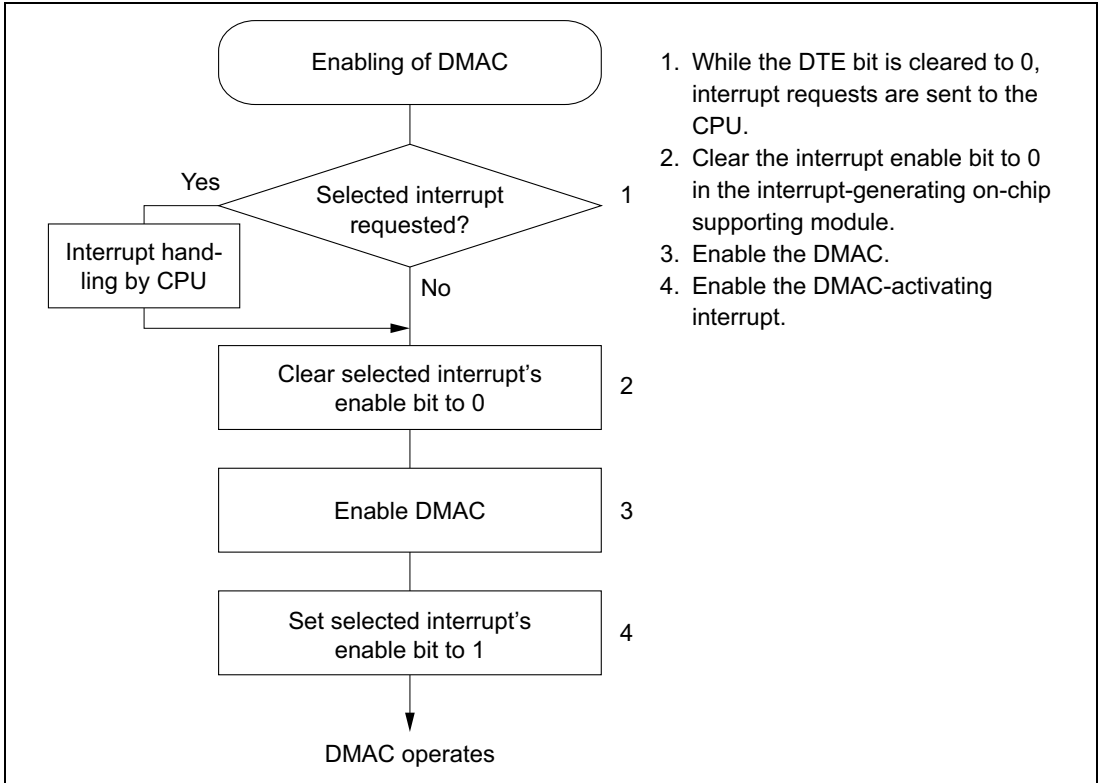 Enabling of DMAC
Selected interrupt
requested?
1
Yes
Interrupt hand-
ling by CPU
No
Clear selected interrupt's
enable bit to 0
2
Enable DMAC
3
Set selected interrupt's
enable bit to 1
4
DMAC operates
1. While the DTE bit is cleared to 0,
interrupt requests are sent to the
CPU.
2. Clear the interrupt enable bit to 0
in the interrupt-generating on-chip
supporting module.
3. Enable the DMAC.
4. Enable the DMAC-activating
interrupt.